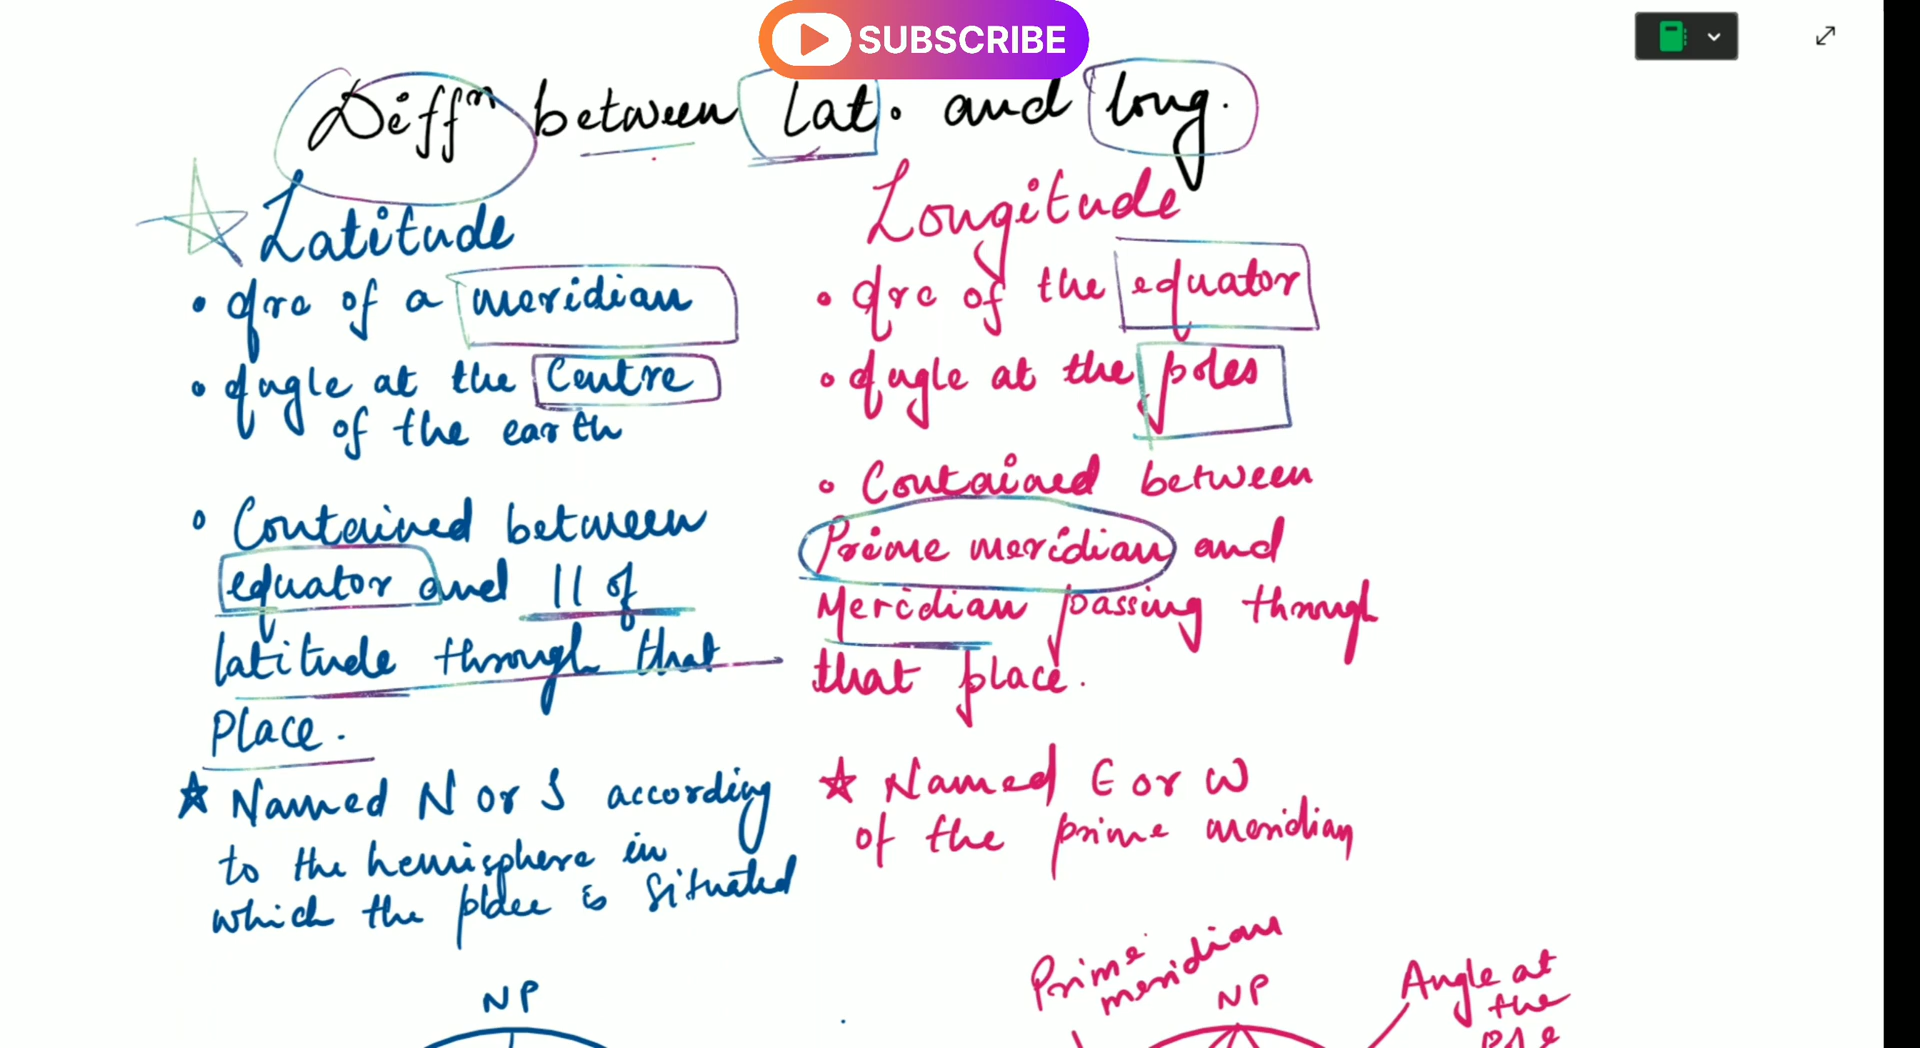 SUBSCRIBE
Diffn between lat. and long.
Latitude
• Arc of a meridian
• Angle at the Centre
of the earth
• Contained between
equator and || of
latitude through that
Place.
☆ Named N or S according
to the hemisphere in
which the place is situated
NP
Longitude
• Arc of the equator
• Angle at the poles
• Contained between
Prime meridian and
Meridian passing through
that place.
☆ Named E or W
of the prime meridian
Prime
meridian
NP
Angle at
the